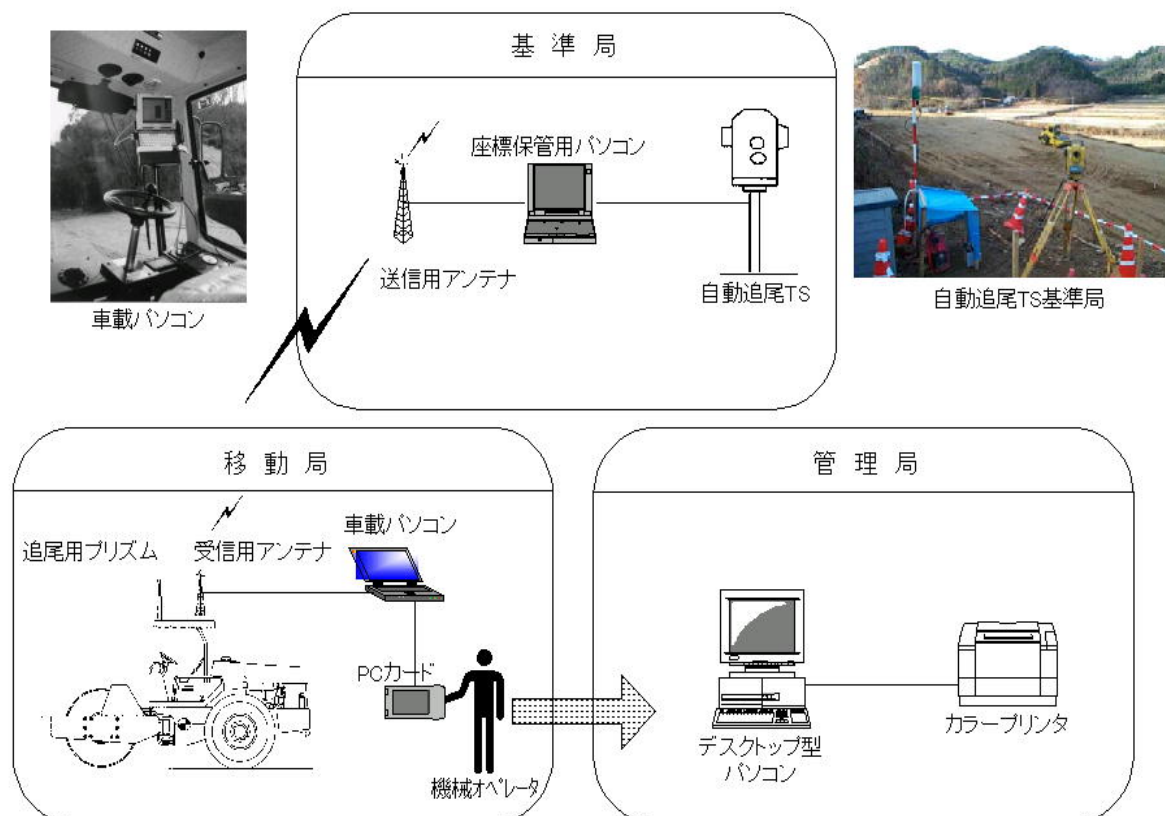 基準局
座標保管用パソコン
送信用アンテナ
自動追尾TS
車載パソコン
自動追尾TS基準局
移動局
車載パソコン
追尾用プリズム
受信用アンテナ
PCカード
機械オペレータ
管理局
デスクトップ型
パソコン
カラープリンタ